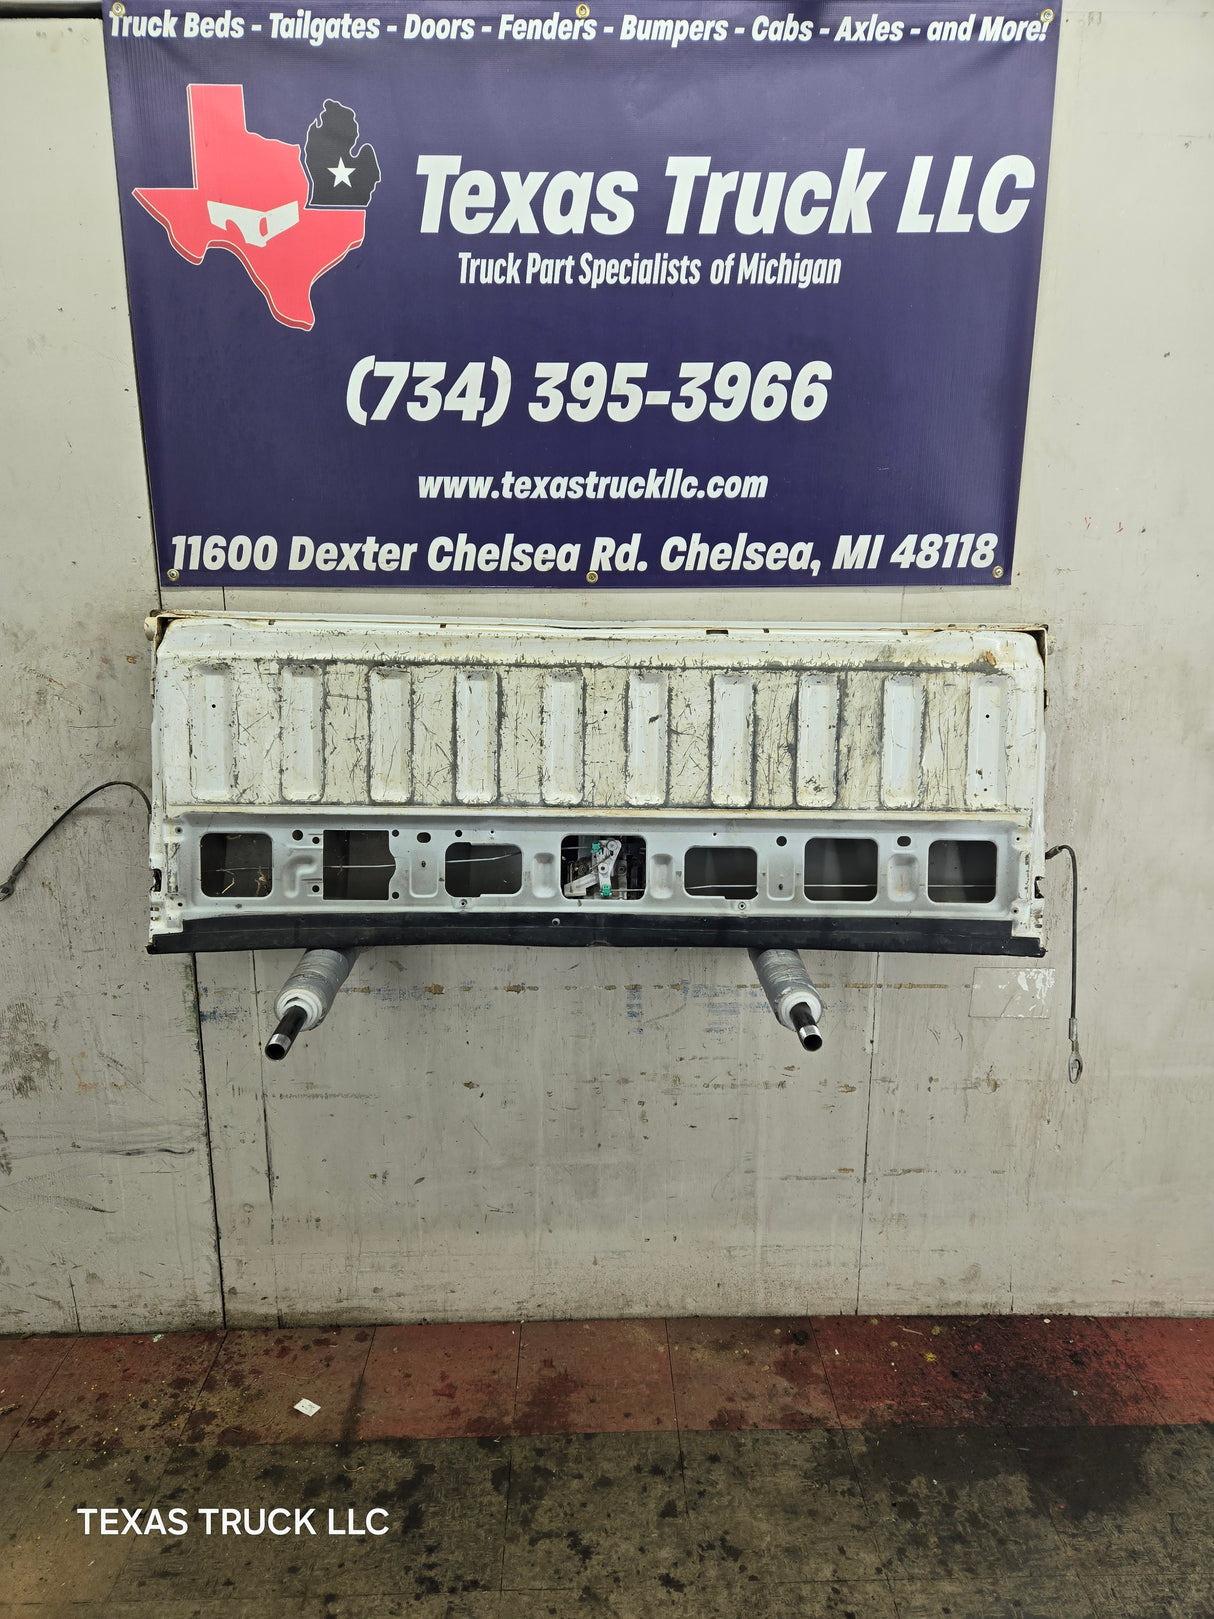 Truck Beds - Tailgates - Doors - Fenders - Bumpers - Cabs - Axles - and More!
Texas Truck LLC
Truck Part Specialists of Michigan
(734) 395-3966
www.texastruckllc.com
11600 Dexter Chelsea Rd. Chelsea, MI 48118
TEXAS TRUCK LLC